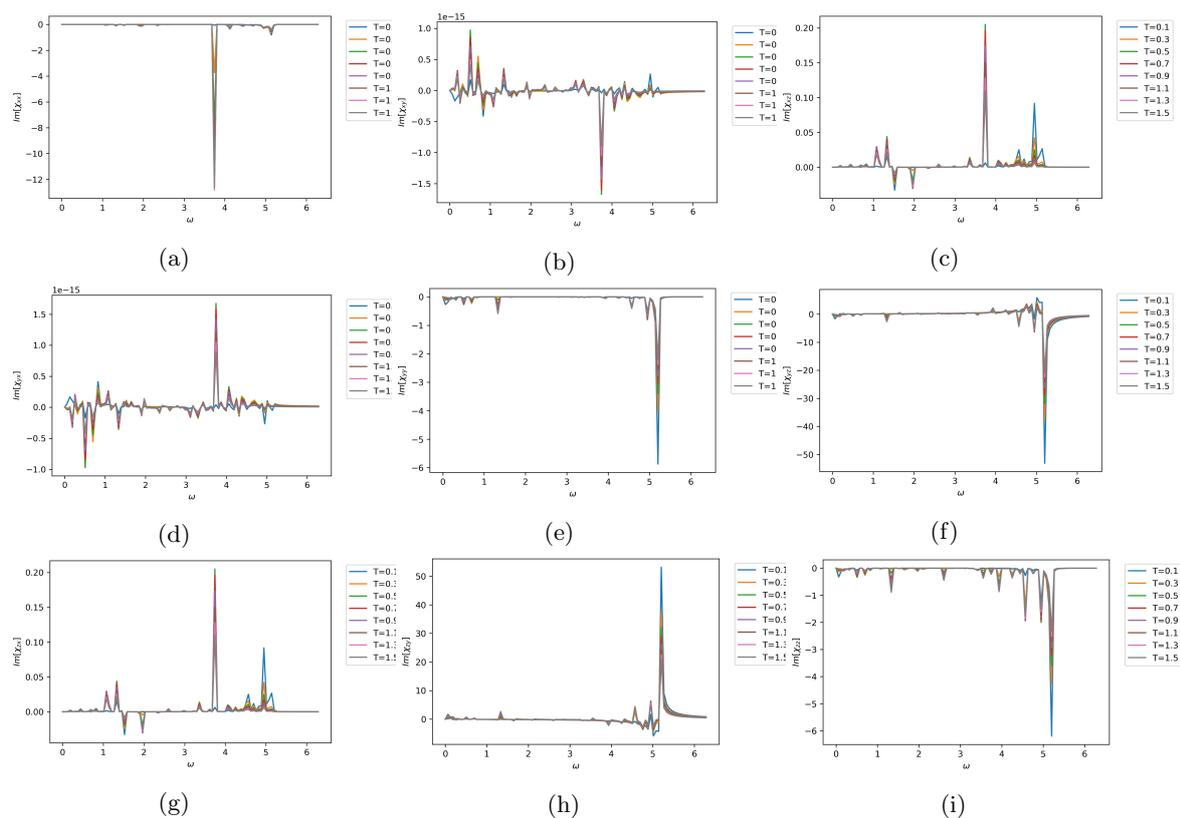 0
−2
−4
−6
−8
−10
−12
Im[χxx]
0 1 2 3 4 5 6
ω
T=0.
T=0.
T=0.
T=0.
T=0.
T=1
T=1.
T=1.
(a)
1e−15
1.0
0.5
0.0
−0.5
−1.0
−1.5
Im[χxy]
0 1 2 3 4 5 6
ω
T=0
T=0
T=0
T=0
T=0
T=1
T=1
T=1
(b)
0.20
0.15
0.10
0.05
0.00
Im[χxz]
0 1 2 3 4 5 6
ω
T=0.1
T=0.3
T=0.5
T=0.7
T=0.9
T=1.1
T=1.3
T=1.5
(c)
1e−15
1.5
1.0
0.5
0.0
−0.5
−1.0
Im[χyx]
0 1 2 3 4 5 6
ω
T=0
T=0.
T=0
T=0.
T=0.
T=1
T=1.
T=1.
(d)
0
−1
−2
−3
−4
−5
−6
Im[χyy]
0 1 2 3 4 5 6
ω
T=0
T=0
T=0
T=0
T=0
T=1
T=1
T=1
(e)
0
−10
−20
−30
−40
−50
Im[χyz]
0 1 2 3 4 5 6
ω
T=0.1
T=0.3
T=0.5
T=0.7
T=0.9
T=1.1
T=1.3
T=1.5
(f)
0.20
0.15
0.10
0.05
0.00
Im[χzx]
0 1 2 3 4 5 6
ω
T=0.1
T=0.3
T=0.5
T=0.7
T=0.9
T=1.1
T=1.3
T=1.5
(g)
50
40
30
20
10
0
Im[χzy]
0 1 2 3 4 5 6
ω
T=0.1
T=0.3
T=0.5
T=0.7
T=0.9
T=1.1
T=1.3
T=1.5
(h)
0
−1
−2
−3
−4
−5
−6
Im[χzz]
0 1 2 3 4 5 6
ω
T=0.1
T=0.3
T=0.5
T=0.7
T=0.9
T=1.1
T=1.3
T=1.5
(i)